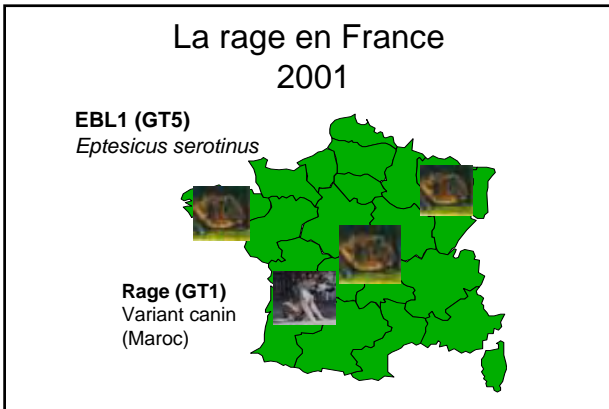 La rage en France
2001
EBL1 (GT5)
Eptesicus serotinus
Rage (GT1)
Variant canin
(Maroc)